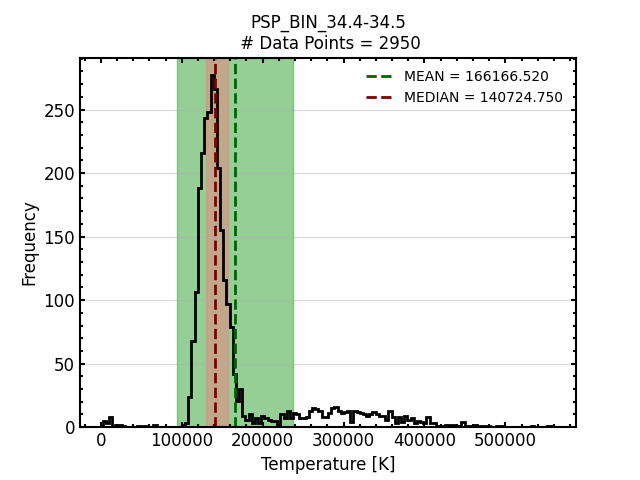 PSP_BIN_34.4-34.5
# Data Points = 2950
MEAN = 166166.520
MEDIAN = 140724.750
250
200
150
100
50
0
Frequency
0 100000 200000 300000 400000 500000
Temperature [K]